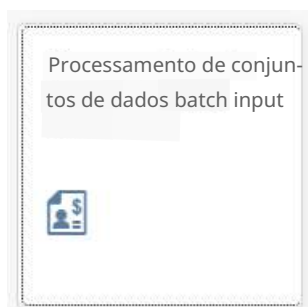 Processamento de conjun-
tos de dados batch input
$